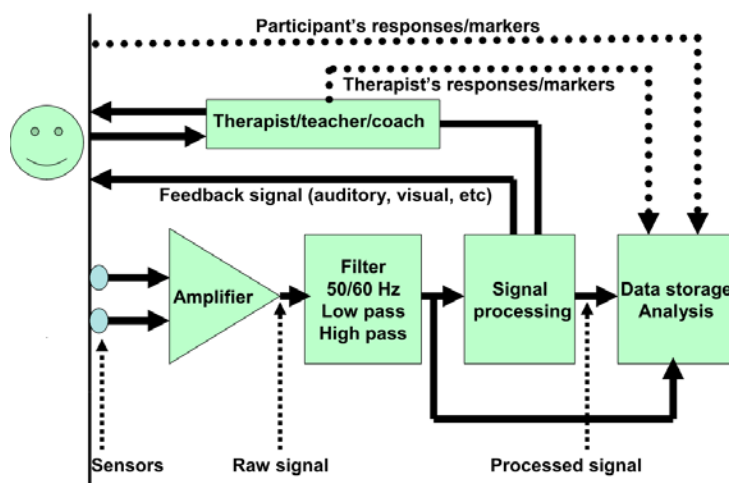 Participant's responses/markers
Therapist's responses/markers
Therapist/teacher/coach
Feedback signal (auditory, visual, etc)
Amplifier
Filter
50/60 Hz
Low pass
High pass
Signal
processing
Data storage
Analysis
Sensors
Raw signal
Processed signal